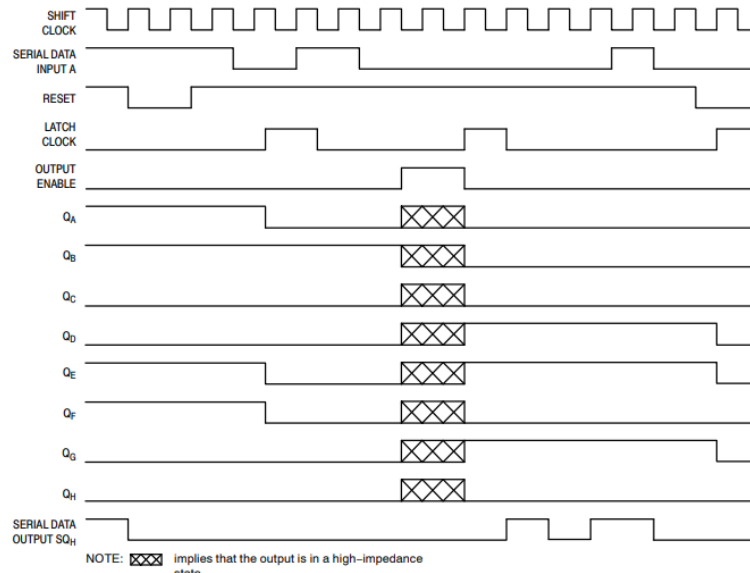 SHIFT
CLOCK
SERIAL DATA
INPUT A
RESET
LATCH
CLOCK
OUTPUT
ENABLE
QA
QB
QC
QD
QE
QF
QG
QH
SERIAL DATA
OUTPUT SQH
NOTE: implies that the output is in a high−impedance
state